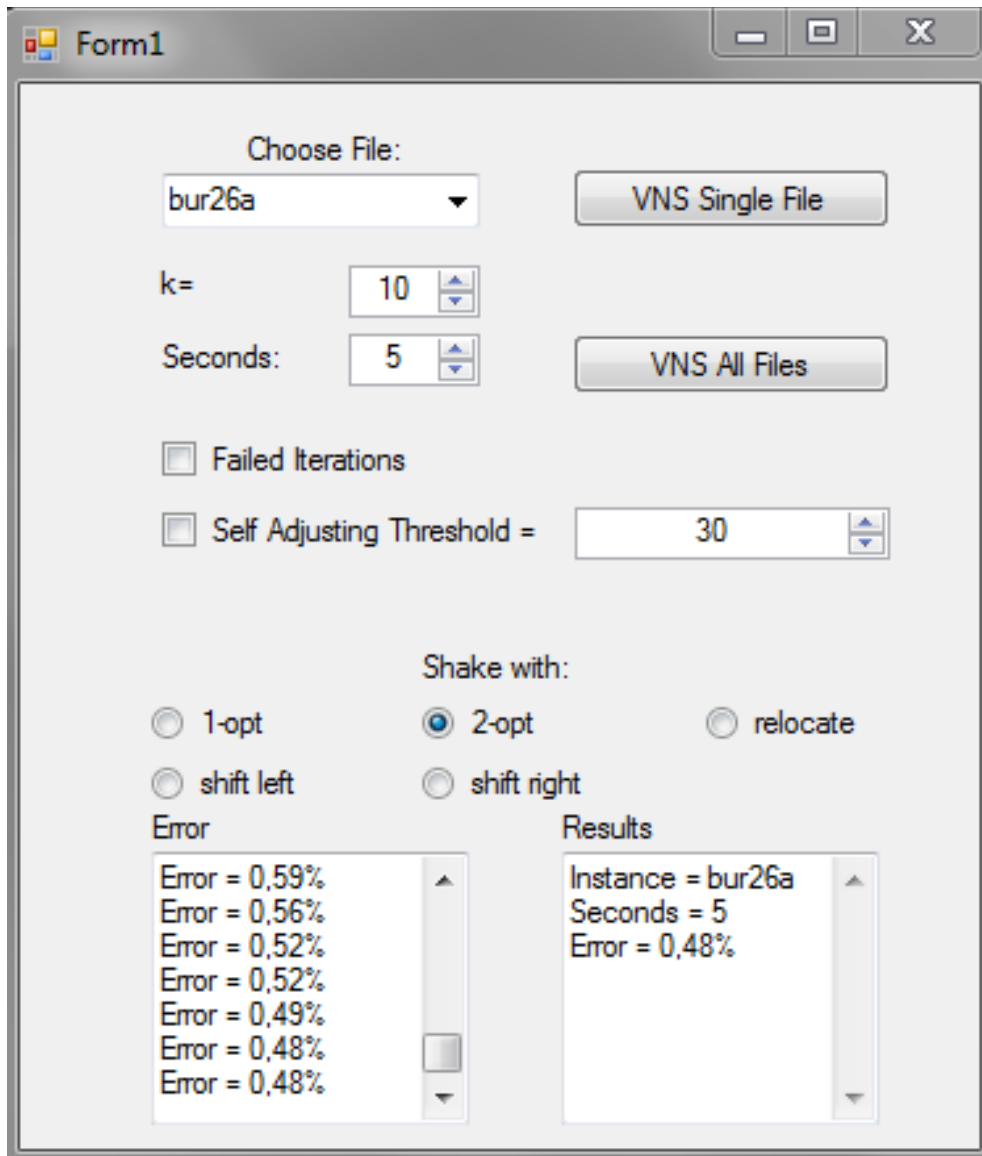 Form1
Choose File:
bur26a
VNS Single File
k=
10
Seconds:
5
VNS All Files
Failed Iterations
Self Adjusting Threshold =
30
Shake with:
1-opt
2-opt
relocate
shift left
shift right
Error
Error = 0,59%
Error = 0,56%
Error = 0,52%
Error = 0,52%
Error = 0,49%
Error = 0,48%
Error = 0,48%
Results
Instance = bur26a
Seconds = 5
Error = 0,48%